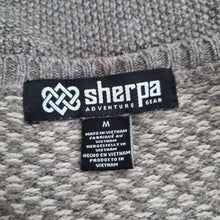 sherpa
ADVENTURE GEAR
M
MADE IN VIETNAM
FABRIQUÉ AU
VIETNAM
HERGESTELLT IN
VIETNAM
HECHO EN VIETNAM
PRODOTTO IN
VIETNAM